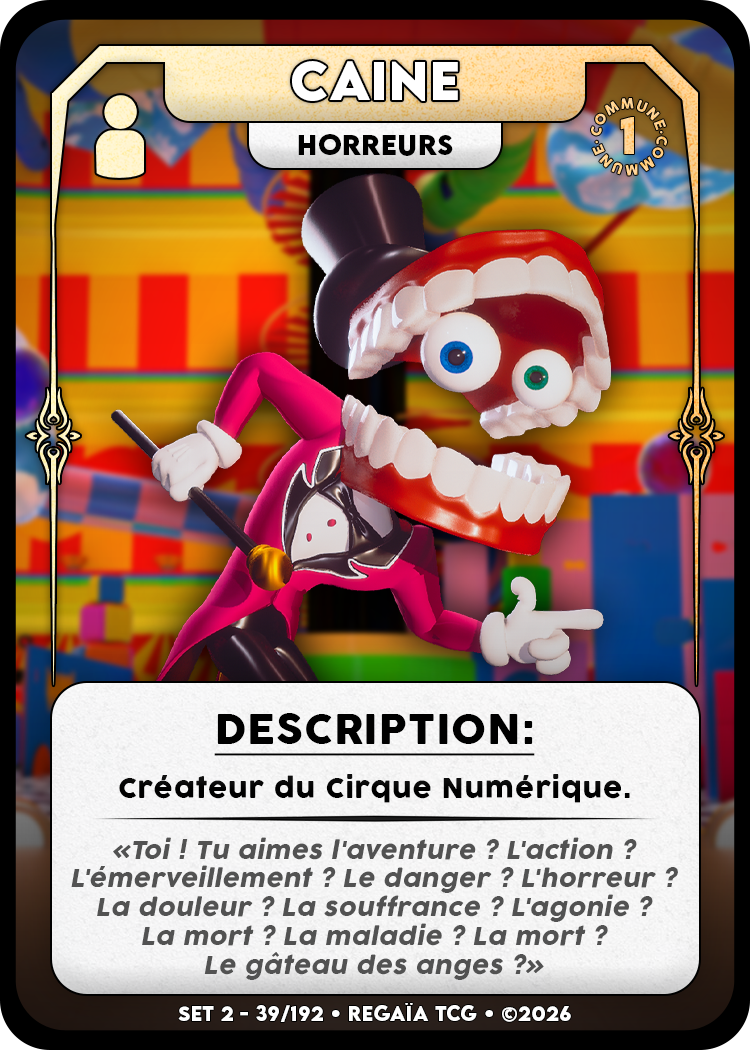 CAINE
HORREURS
COMMUNE·COMMUNE·
1
DESCRIPTION:
Créateur du Cirque Numérique.
«Toi ! Tu aimes l'aventure ? L'action ?
L'émerveillement ? Le danger ? L'horreur ?
La douleur ? La souffrance ? L'agonie ?
La mort ? La maladie ? La mort ?
Le gâteau des anges ?»
SET 2 - 39/192 • REGAÏA TCG • ©2026